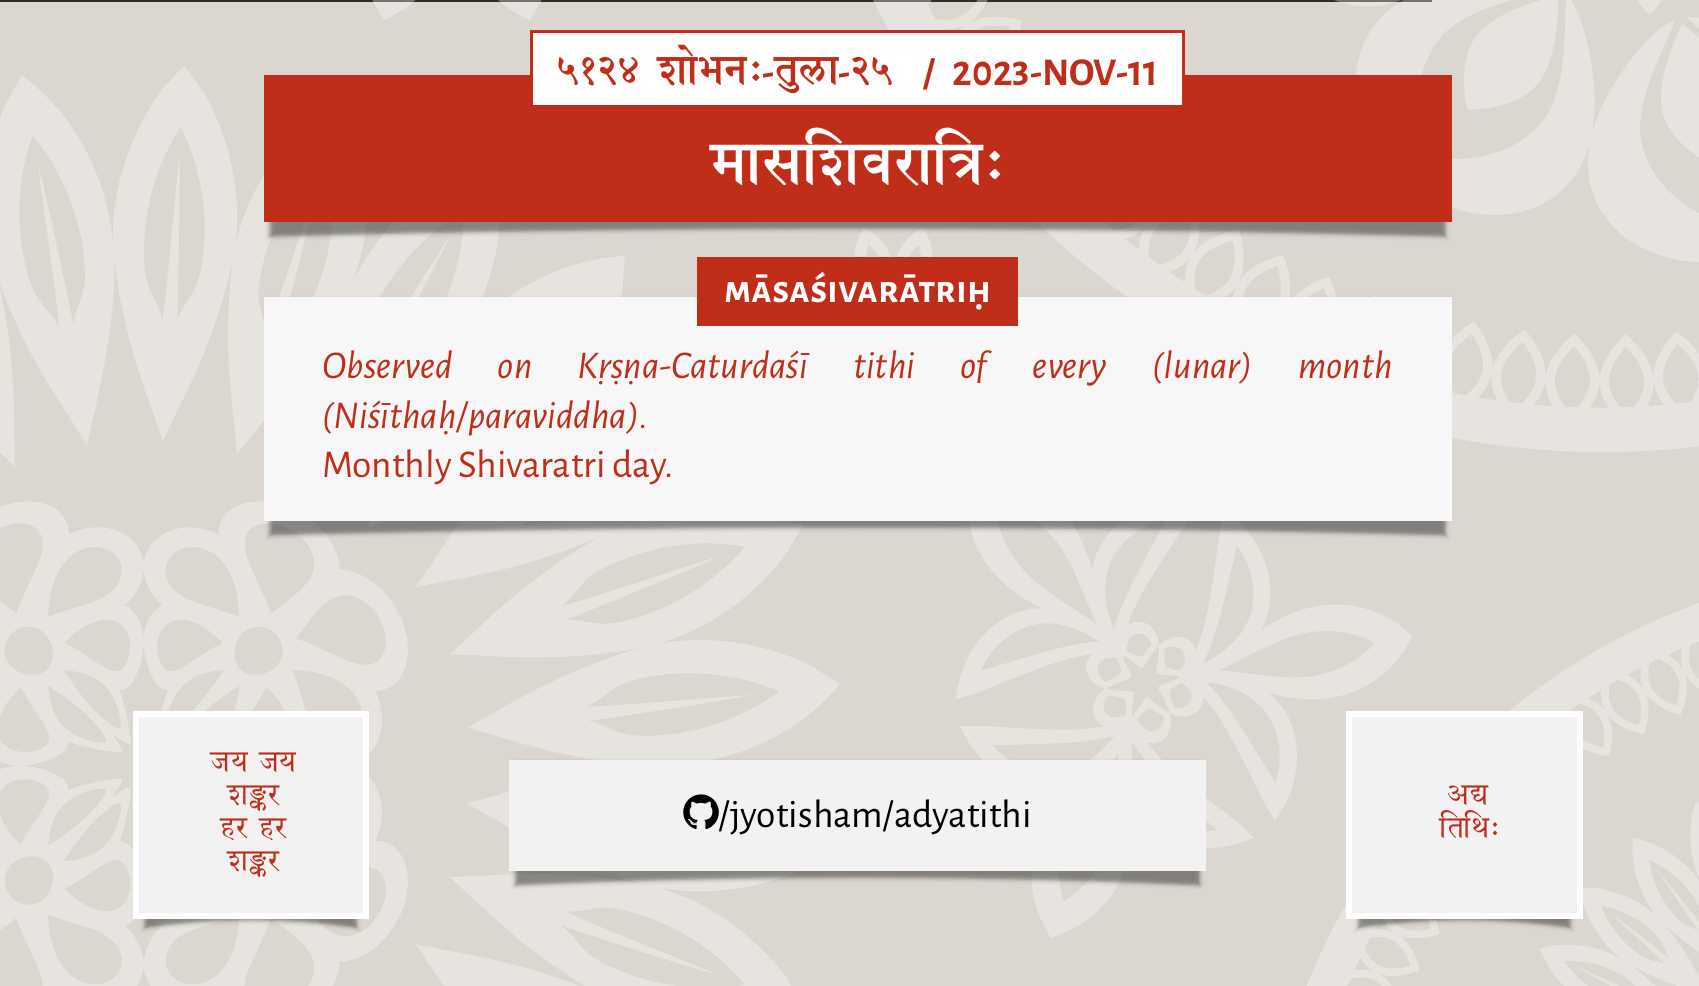 ५१२४ शोभनः-तुला-२५ / 2023-NOV-11
मासशिवरात्रिः
MĀSAŚIVARĀTRIḤ
Observed on Kṛṣṇa-Caturdaśī tithi of every (lunar) month
(Niśīthaḥ/paraviddha).
Monthly Shivaratri day.
जय जय
शङ्कर
हर हर
शङ्कर
/jyotisham/adyatithi
अद्य
तिथिः